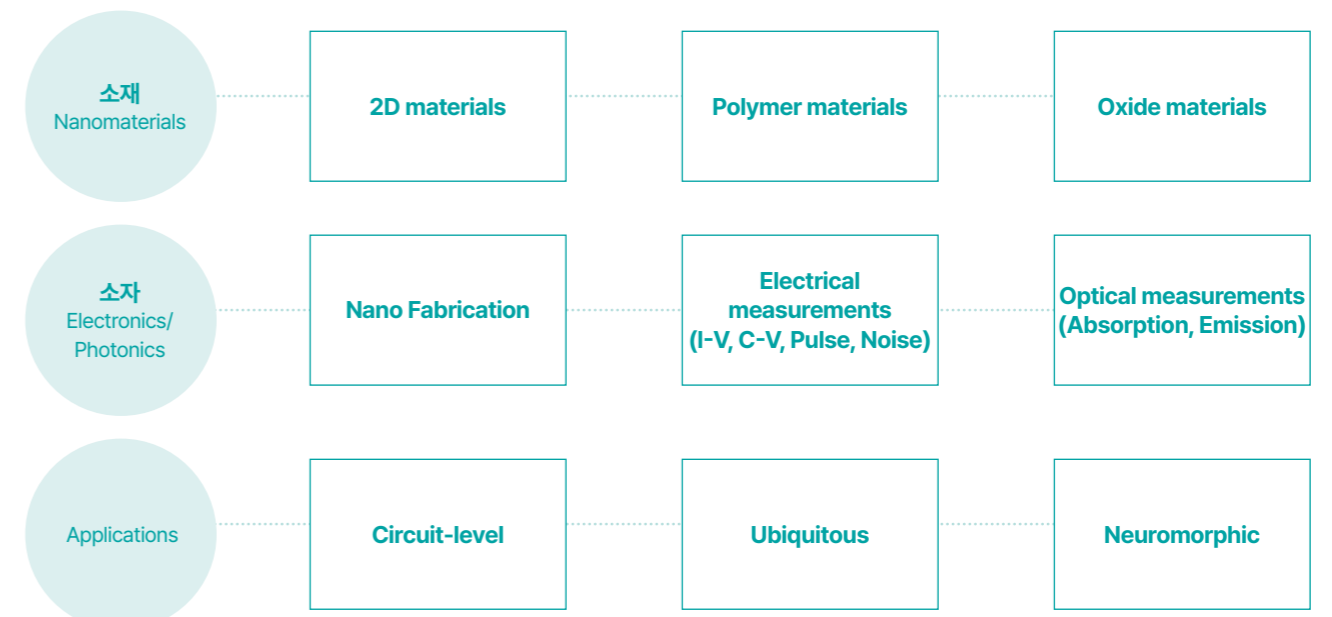 소재
Nanomaterials
2D materials
Polymer materials
Oxide materials
소자
Electronics/
Photonics
Nano Fabrication
Electrical
measurements
(I-V, C-V, Pulse, Noise)
Optical measurements
(Absorption, Emission)
Applications
Circuit-level
Ubiquitous
Neuromorphic